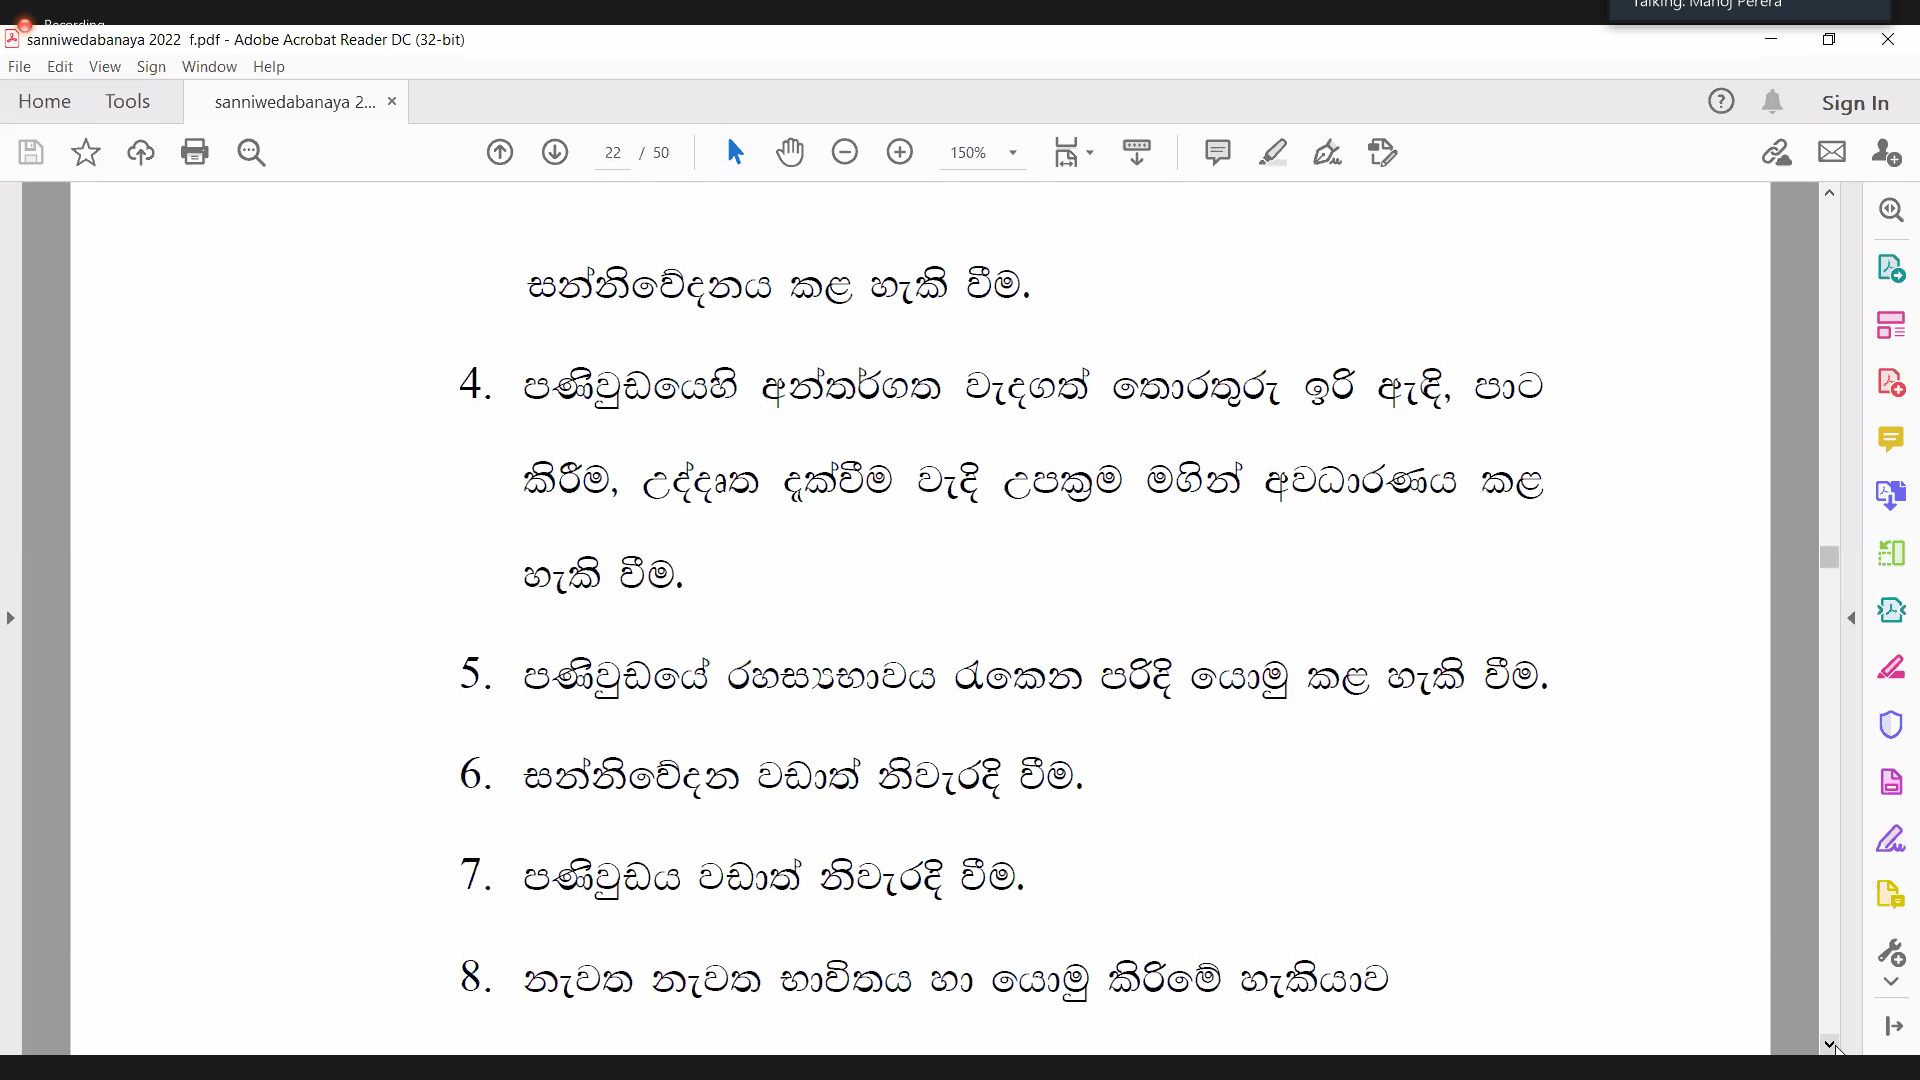 Recording
Talking: Manoj Perera
sanniwedabanaya 2022 f.pdf - Adobe Acrobat Reader DC (32-bit)
File Edit View Sign Window Help
Home Tools sanniwedabanaya 2... × Sign In
22 / 50 150%
සන්නිවේදනය කළ හැකි වීම.
4. පණිවුඩයෙහි අන්තර්ගත වැදගත් තොරතුරු ඉරි ඇඳි, පාට
කිරීම, උද්දෘත දැක්වීම වැදි උපක්‍රම මගින් අවධාරණය කළ
හැකි වීම.
5. පණිවුඩයේ රහස්‍යභාවය රැකෙන පරිදි යොමු කළ හැකි වීම.
6. සන්නිවේදන වඩාත් නිවැරදි වීම.
7. පණිවුඩය වඩාත් නිවැරදි වීම.
8. නැවත නැවත භාවිතය හා යොමු කිරිමේ හැකියාව